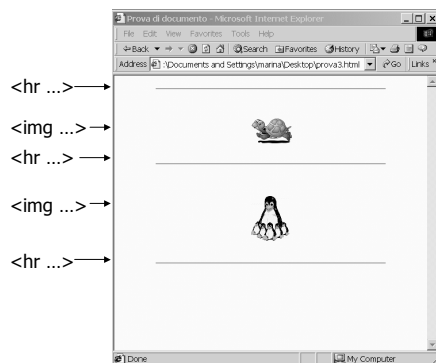 Prova di documento - Microsoft Internet Explorer
File Edit View Favorites Tools Help
Back Search Favorites History
Address :\Documents and Settings\marina\Desktop\prova3.html Go Links
<hr ...>
<img ...>
<hr ...>
<img ...>
<hr ...>
Done My Computer